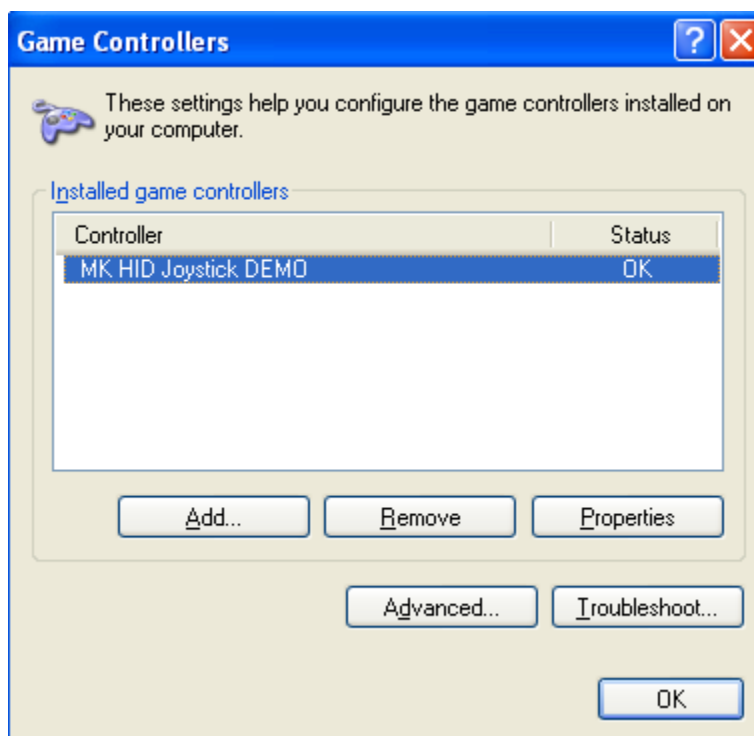 Game Controllers
?
These settings help you configure the game controllers installed on
your computer.
Installed game controllers
Controller Status
MK HID Joystick DEMO OK
Add... Remove Properties
Advanced... Troubleshoot...
OK